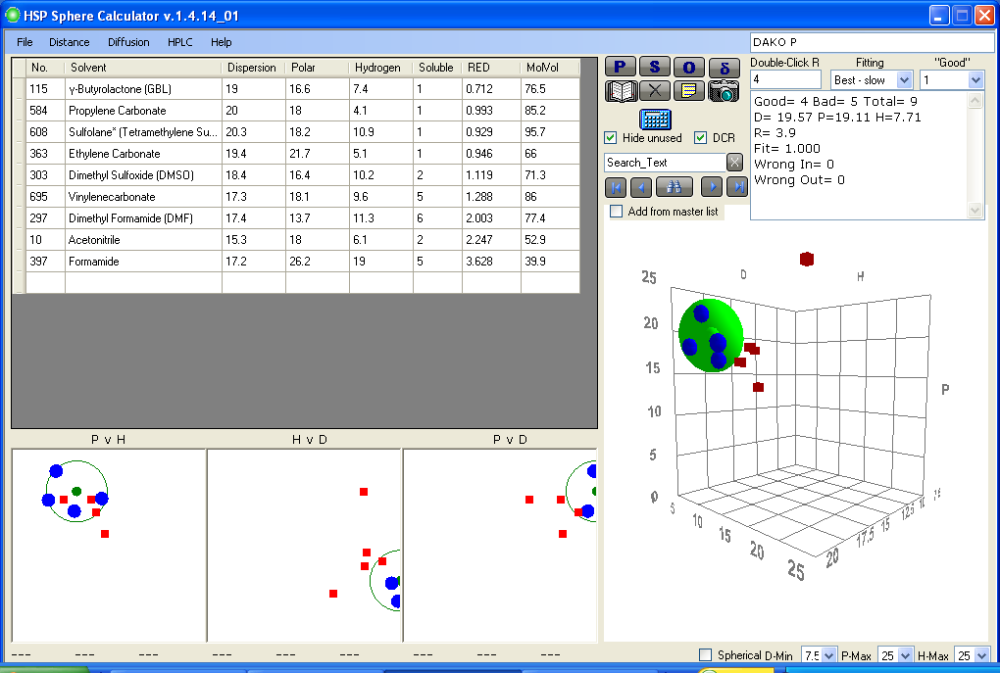 HSP Sphere Calculator v.1.4.14_01
File Distance Diffusion HPLC Help
DAKO P
No. Solvent Dispersion Polar Hydrogen Soluble RED MolVol
115 γ-Butyrolactone (GBL) 19 16.6 7.4 1 0.712 76.5
584 Propylene Carbonate 20 18 4.1 1 0.993 85.2
608 Sulfolane* (Tetramethylene Su... 20.3 18.2 10.9 1 0.929 95.7
363 Ethylene Carbonate 19.4 21.7 5.1 1 0.946 66
303 Dimethyl Sulfoxide (DMSO) 18.4 16.4 10.2 2 1.119 71.3
695 Vinylenecarbonate 17.3 18.1 9.6 5 1.288 86
297 Dimethyl Formamide (DMF) 17.4 13.7 11.3 6 2.003 77.4
10 Acetonitrile 15.3 18 6.1 2 2.247 52.9
397 Formamide 17.2 26.2 19 5 3.628 39.9
P S O δ
Hide unused DCR
Search_Text X
Add from master list
Double-Click R Fitting "Good"
4 Best - slow 1
Good= 4 Bad= 5 Total= 9
D= 19.57 P=19.11 H=7.71
R= 3.9
Fit= 1.000
Wrong In= 0
Wrong Out= 0
P v H H v D P v D
25 D H
20
15
10 P
5
0
5 10 15 20 25
20 17.5 15 12.5 10
--- --- --- --- --- --- --- --- ---
Spherical D-Min 7.5 P-Max 25 H-Max 25